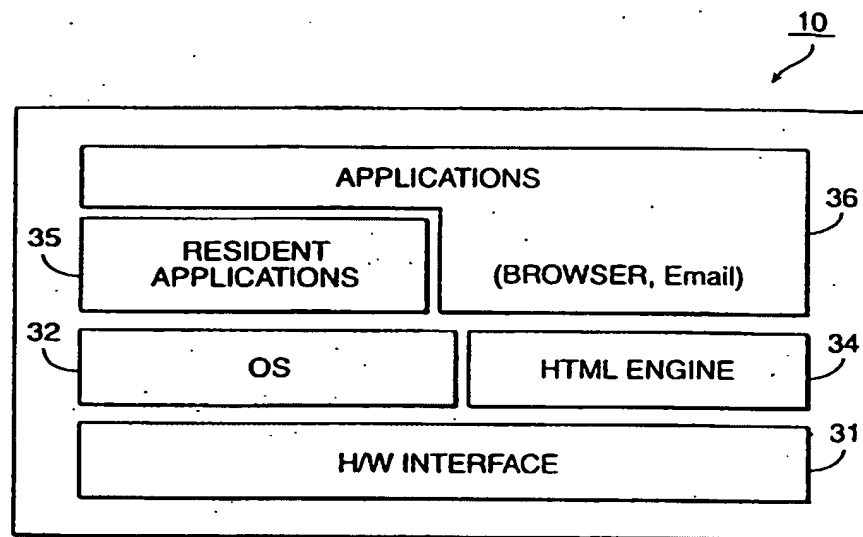 10
APPLICATIONS
36
35
RESIDENT
APPLICATIONS
(BROWSER, Email)
32
OS
HTML ENGINE
34
31
H/W INTERFACE